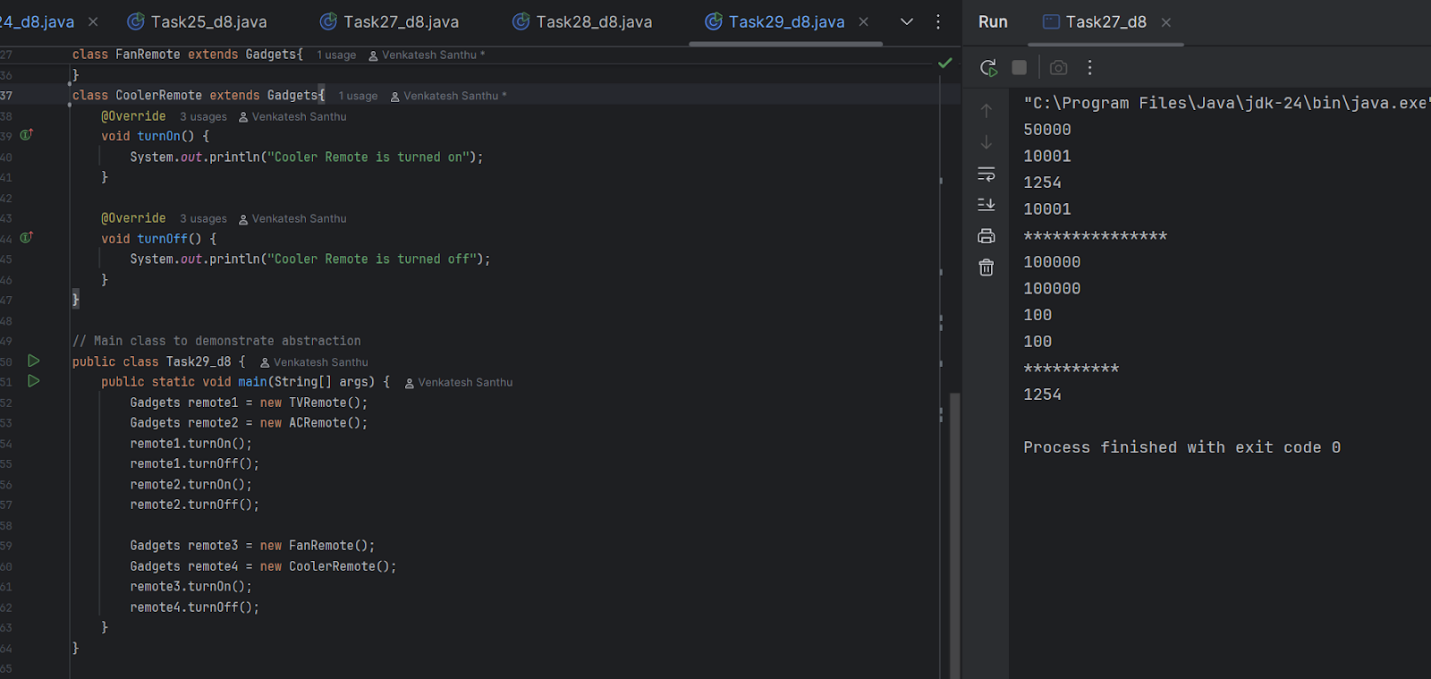 24_d8.java Task25_d8.java Task27_d8.java Task28_d8.java Task29_d8.java
27 class FanRemote extends Gadgets{ 1 usage Venkatesh Santhu *
36 }
37 class CoolerRemote extends Gadgets{ 1 usage Venkatesh Santhu *
38 @Override 3 usages Venkatesh Santhu
39 void turnOn() {
40 System.out.println("Cooler Remote is turned on");
41 }
42
43 @Override 3 usages Venkatesh Santhu
44 void turnOff() {
45 System.out.println("Cooler Remote is turned off");
46 }
47 }
48
49 // Main class to demonstrate abstraction
50 public class Task29_d8 { Venkatesh Santhu
51 public static void main(String[] args) { Venkatesh Santhu
52 Gadgets remote1 = new TVRemote();
53 Gadgets remote2 = new ACRemote();
54 remote1.turnOn();
55 remote1.turnOff();
56 remote2.turnOn();
57 remote2.turnOff();
58
59 Gadgets remote3 = new FanRemote();
60 Gadgets remote4 = new CoolerRemote();
61 remote3.turnOn();
62 remote4.turnOff();
63 }
64 }
65
Run Task27_d8
"C:\Program Files\Java\jdk-24\bin\java.exe"
50000
10001
1254
10001
***************
100000
100000
100
100
**********
1254
Process finished with exit code 0